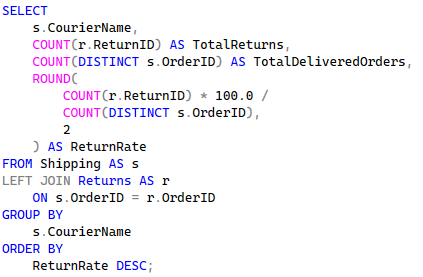 SELECT
    s.CourierName,
    COUNT(r.ReturnID) AS TotalReturns,
    COUNT(DISTINCT s.OrderID) AS TotalDeliveredOrders,
    ROUND(
        COUNT(r.ReturnID) * 100.0 /
        COUNT(DISTINCT s.OrderID),
        2
    ) AS ReturnRate
FROM Shipping AS s
LEFT JOIN Returns AS r
    ON s.OrderID = r.OrderID
GROUP BY
    s.CourierName
ORDER BY
    ReturnRate DESC;